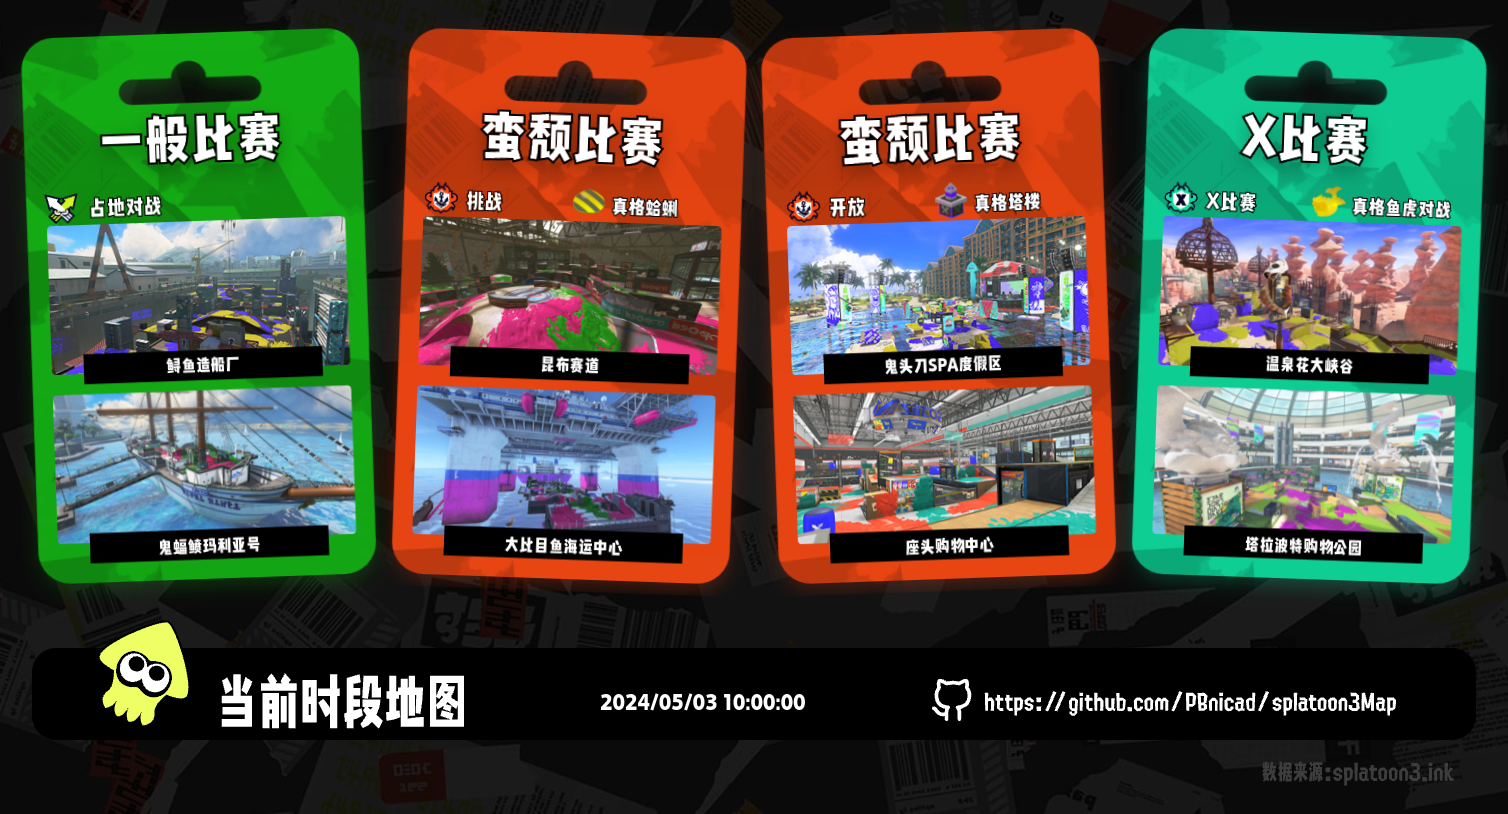 一般比赛
占地对战
鲟鱼造船厂
鬼蝠鲼玛利亚号
蛮颓比赛
挑战
真格蛤蜊
昆布赛道
大比目鱼海运中心
蛮颓比赛
开放
真格塔楼
鬼头刀SPA度假区
座头购物中心
X比赛
X比赛
真格鱼虎对战
温泉花大峡谷
塔拉波特购物公园
当前时段地图
2024/05/03 10:00:00
https://github.com/PBnicad/splatoon3Map
数据来源:splatoon3.ink